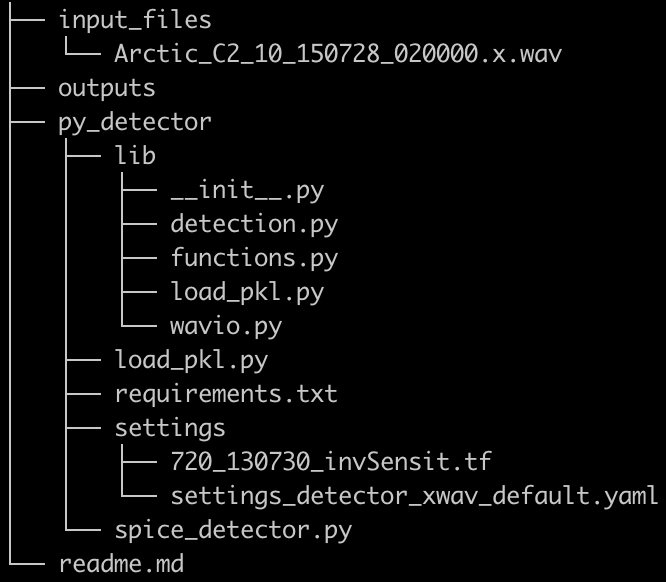 ├── input_files
│   └── Arctic_C2_10_150728_020000.x.wav
├── outputs
├── py_detector
│   ├── lib
│   │   ├── __init__.py
│   │   ├── detection.py
│   │   ├── functions.py
│   │   ├── load_pkl.py
│   │   └── wavio.py
│   ├── load_pkl.py
│   ├── requirements.txt
│   ├── settings
│   │   ├── 720_130730_invSensit.tf
│   │   └── settings_detector_xwav_default.yaml
│   └── spice_detector.py
└── readme.md